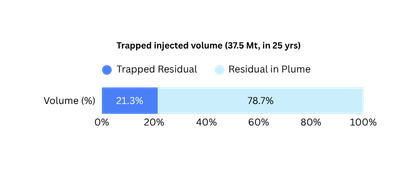 Trapped injected volume (37.5 Mt, in 25 yrs)
Trapped Residual Residual in Plume
Volume (%) 21.3% 78.7%
0% 20% 40% 60% 80% 100%